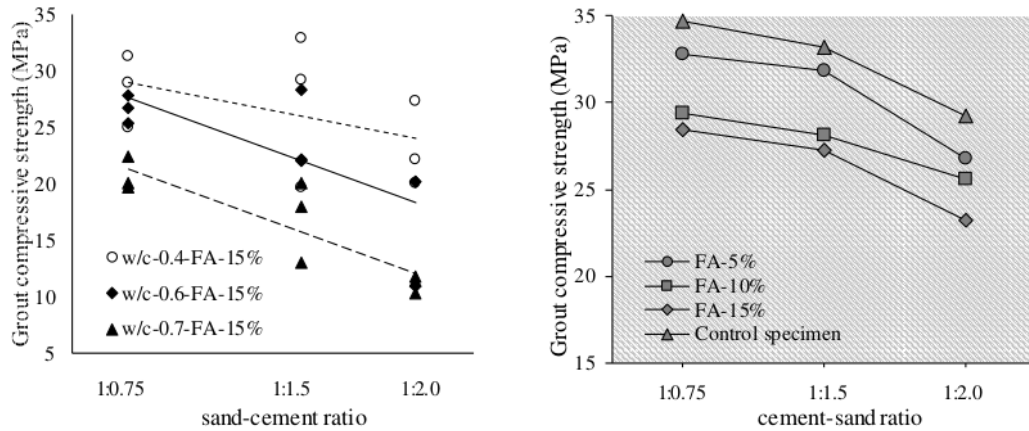 Grout compressive strength (MPa)
35
30
25
20
15
10
5
w/c-0.4-FA-15%
w/c-0.6-FA-15%
w/c-0.7-FA-15%
1:0.75
1:1.5
1:2.0
sand-cement ratio
Grout compressive strength (MPa)
35
30
25
20
15
FA-5%
FA-10%
FA-15%
Control specimen
1:0.75
1:1.5
1:2.0
cement-sand ratio